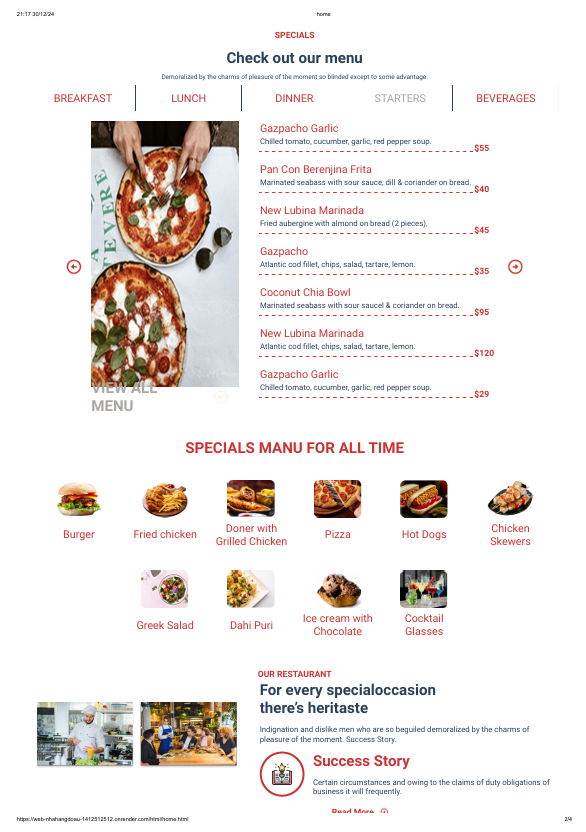 21:17 30/12/24
home
SPECIALS
Check out our menu
Demoralized by the charms of pleasure of the moment so blinded except to some advantage.
BREAKFAST
LUNCH
DINNER
STARTERS
BEVERAGES
Gazpacho Garlic
Chilled tomato, cucumber, garlic, red pepper soup.
$55
Pan Con Berenjina Frita
Marinated seabass with sour sauce, dill & coriander on bread.
$40
New Lubina Marinada
Fried aubergine with almond on bread (2 pieces).
$45
Gazpacho
Atlantic cod fillet, chips, salad, tartare, lemon.
$35
Coconut Chia Bowl
Marinated seabass with sour saucel & coriander on bread.
$95
New Lubina Marinada
Atlantic cod fillet, chips, salad, tartare, lemon.
$120
Gazpacho Garlic
Chilled tomato, cucumber, garlic, red pepper soup.
$29
TEVERE
VIEW ALL
MENU
SPECIALS MANU FOR ALL TIME
Burger
Fried chicken
Doner with
Grilled Chicken
Pizza
Hot Dogs
Chicken
Skewers
Greek Salad
Dahi Puri
Ice cream with
Chocolate
Cocktail
Glasses
OUR RESTAURANT
For every specialoccasion
there's heritaste
Indignation and dislike men who are so beguiled demoralized by the charms of
pleasure of the moment. Success Story.
Success Story
Certain circumstances and owing to the claims of duty obligations of
business it will frequently.
Read More
https://web-nhahangdoau-1412512512.onrender.com/html/home.html
2/4